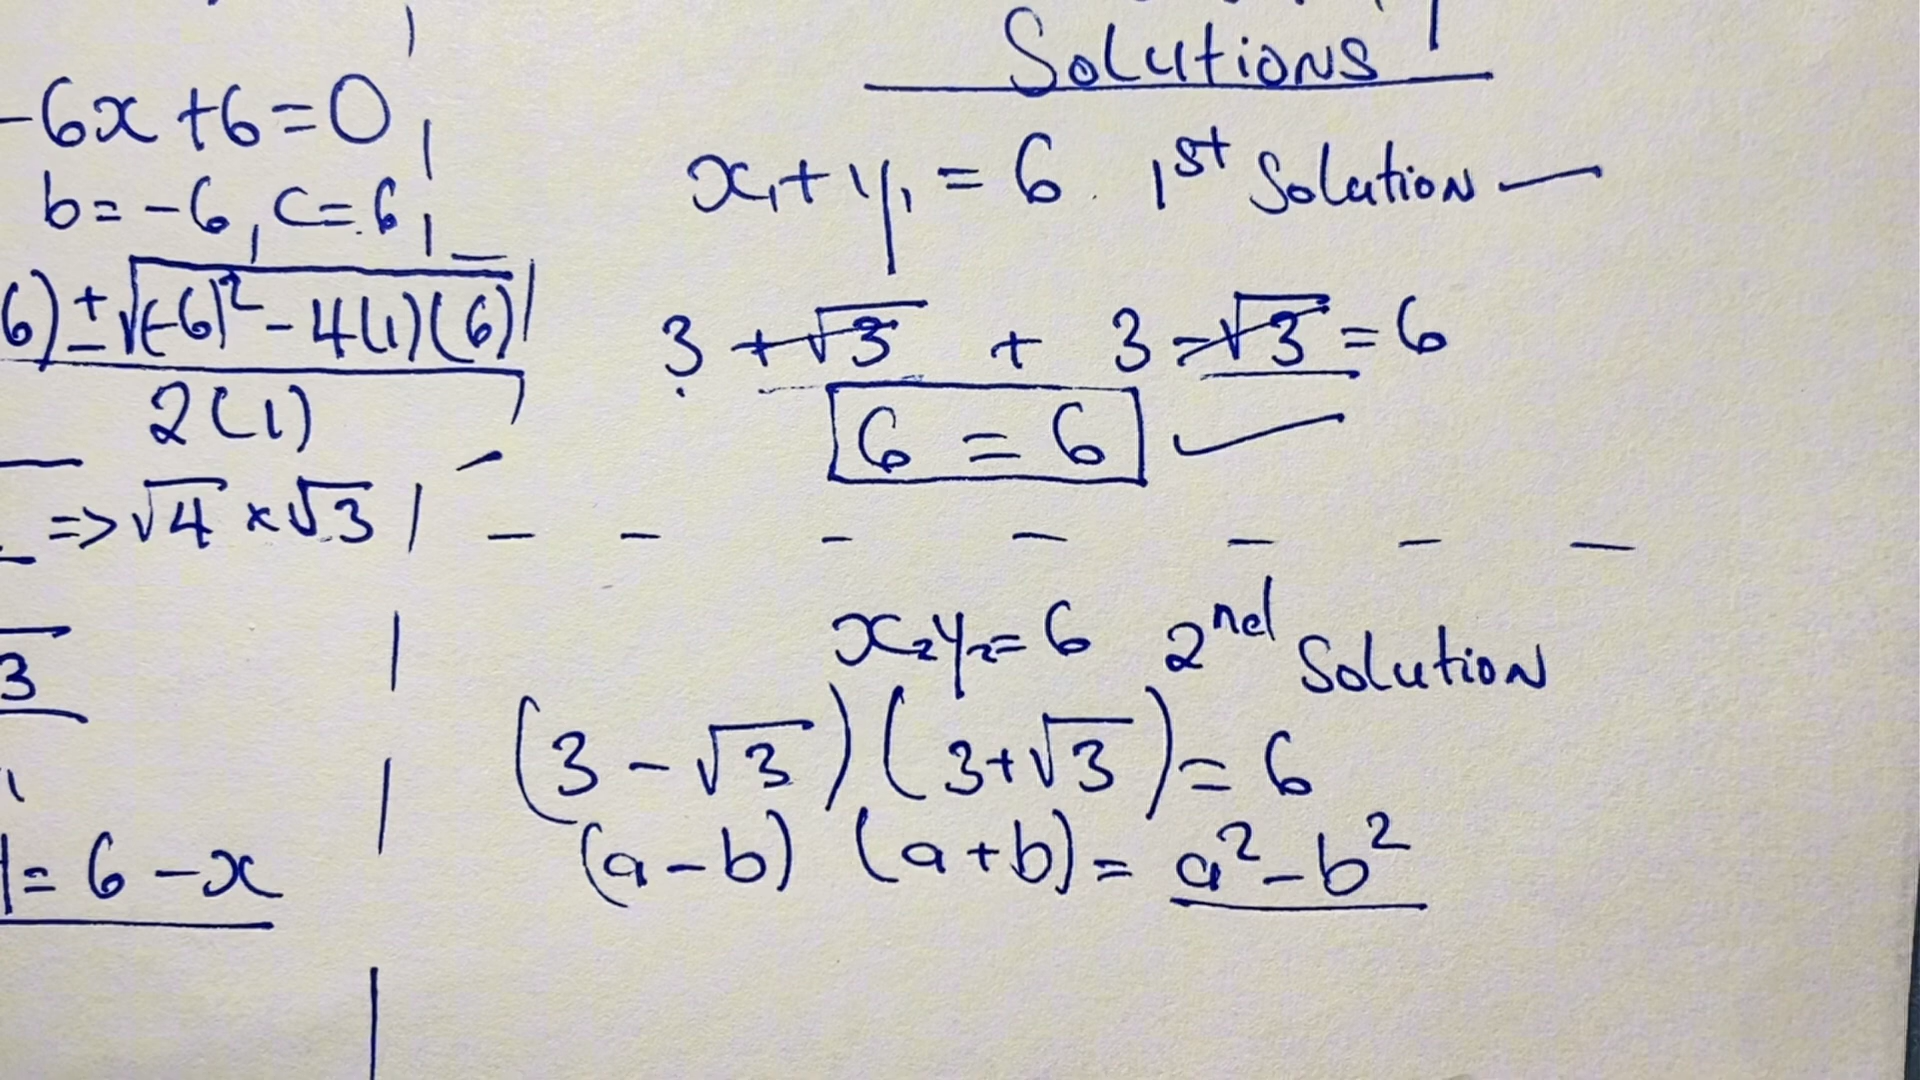 -6x +6=0
b=-6, c=6,
6) ± √(-6)² - 4(1)(6)
2(1)
=> √4 × √3
3
= 6 - x
Solutions
x₁ + y₁ = 6. 1st Solution
3 + √3 + 3 - √3 = 6
6 = 6 ✓
x₂y₂ = 6 2nd Solution
(3 - √3) (3+√3) = 6
(a - b) (a + b) = a² - b²